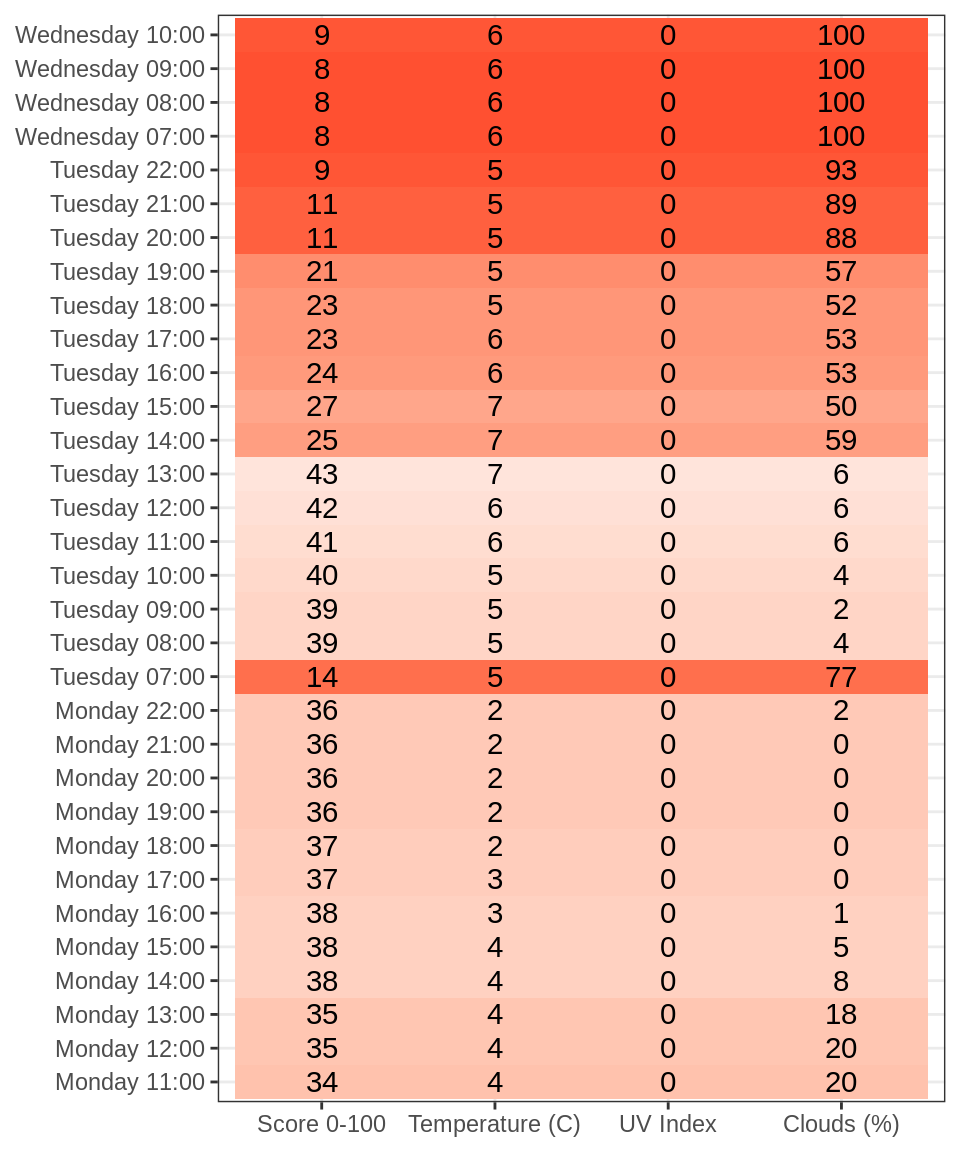 Wednesday 10:00 9 6 0 100
Wednesday 09:00 8 6 0 100
Wednesday 08:00 8 6 0 100
Wednesday 07:00 8 6 0 100
Tuesday 22:00 9 5 0 93
Tuesday 21:00 11 5 0 89
Tuesday 20:00 11 5 0 88
Tuesday 19:00 21 5 0 57
Tuesday 18:00 23 5 0 52
Tuesday 17:00 23 6 0 53
Tuesday 16:00 24 6 0 53
Tuesday 15:00 27 7 0 50
Tuesday 14:00 25 7 0 59
Tuesday 13:00 43 7 0 6
Tuesday 12:00 42 6 0 6
Tuesday 11:00 41 6 0 6
Tuesday 10:00 40 5 0 4
Tuesday 09:00 39 5 0 2
Tuesday 08:00 39 5 0 4
Tuesday 07:00 14 5 0 77
Monday 22:00 36 2 0 2
Monday 21:00 36 2 0 0
Monday 20:00 36 2 0 0
Monday 19:00 36 2 0 0
Monday 18:00 37 2 0 0
Monday 17:00 37 3 0 0
Monday 16:00 38 3 0 1
Monday 15:00 38 4 0 5
Monday 14:00 38 4 0 8
Monday 13:00 35 4 0 18
Monday 12:00 35 4 0 20
Monday 11:00 34 4 0 20
Score 0-100 Temperature (C) UV Index Clouds (%)